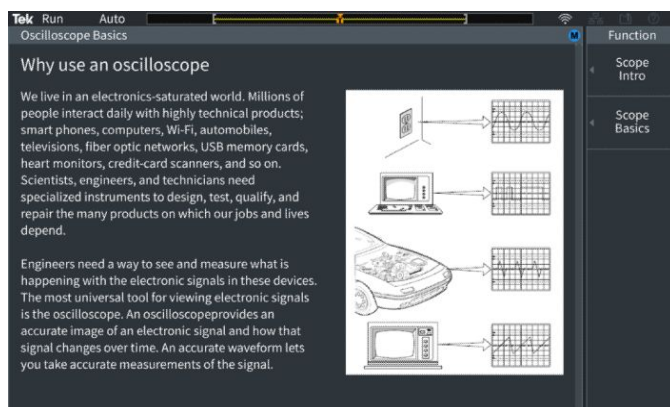 Tek Run Auto
Oscilloscope Basics
M
Function
Why use an oscilloscope
Scope
Intro
Scope
Basics
We live in an electronics-saturated world. Millions of
people interact daily with highly technical products;
smart phones, computers, Wi-Fi, automobiles,
televisions, fiber optic networks, USB memory cards,
heart monitors, credit-card scanners, and so on.
Scientists, engineers, and technicians need
specialized instruments to design, test, qualify, and
repair the many products on which our jobs and lives
depend.
Engineers need a way to see and measure what is
happening with the electronic signals in these devices.
The most universal tool for viewing electronic signals
is the oscilloscope. An oscilloscopeprovides an
accurate image of an electronic signal and how that
signal changes over time. An accurate waveform lets
you take accurate measurements of the signal.